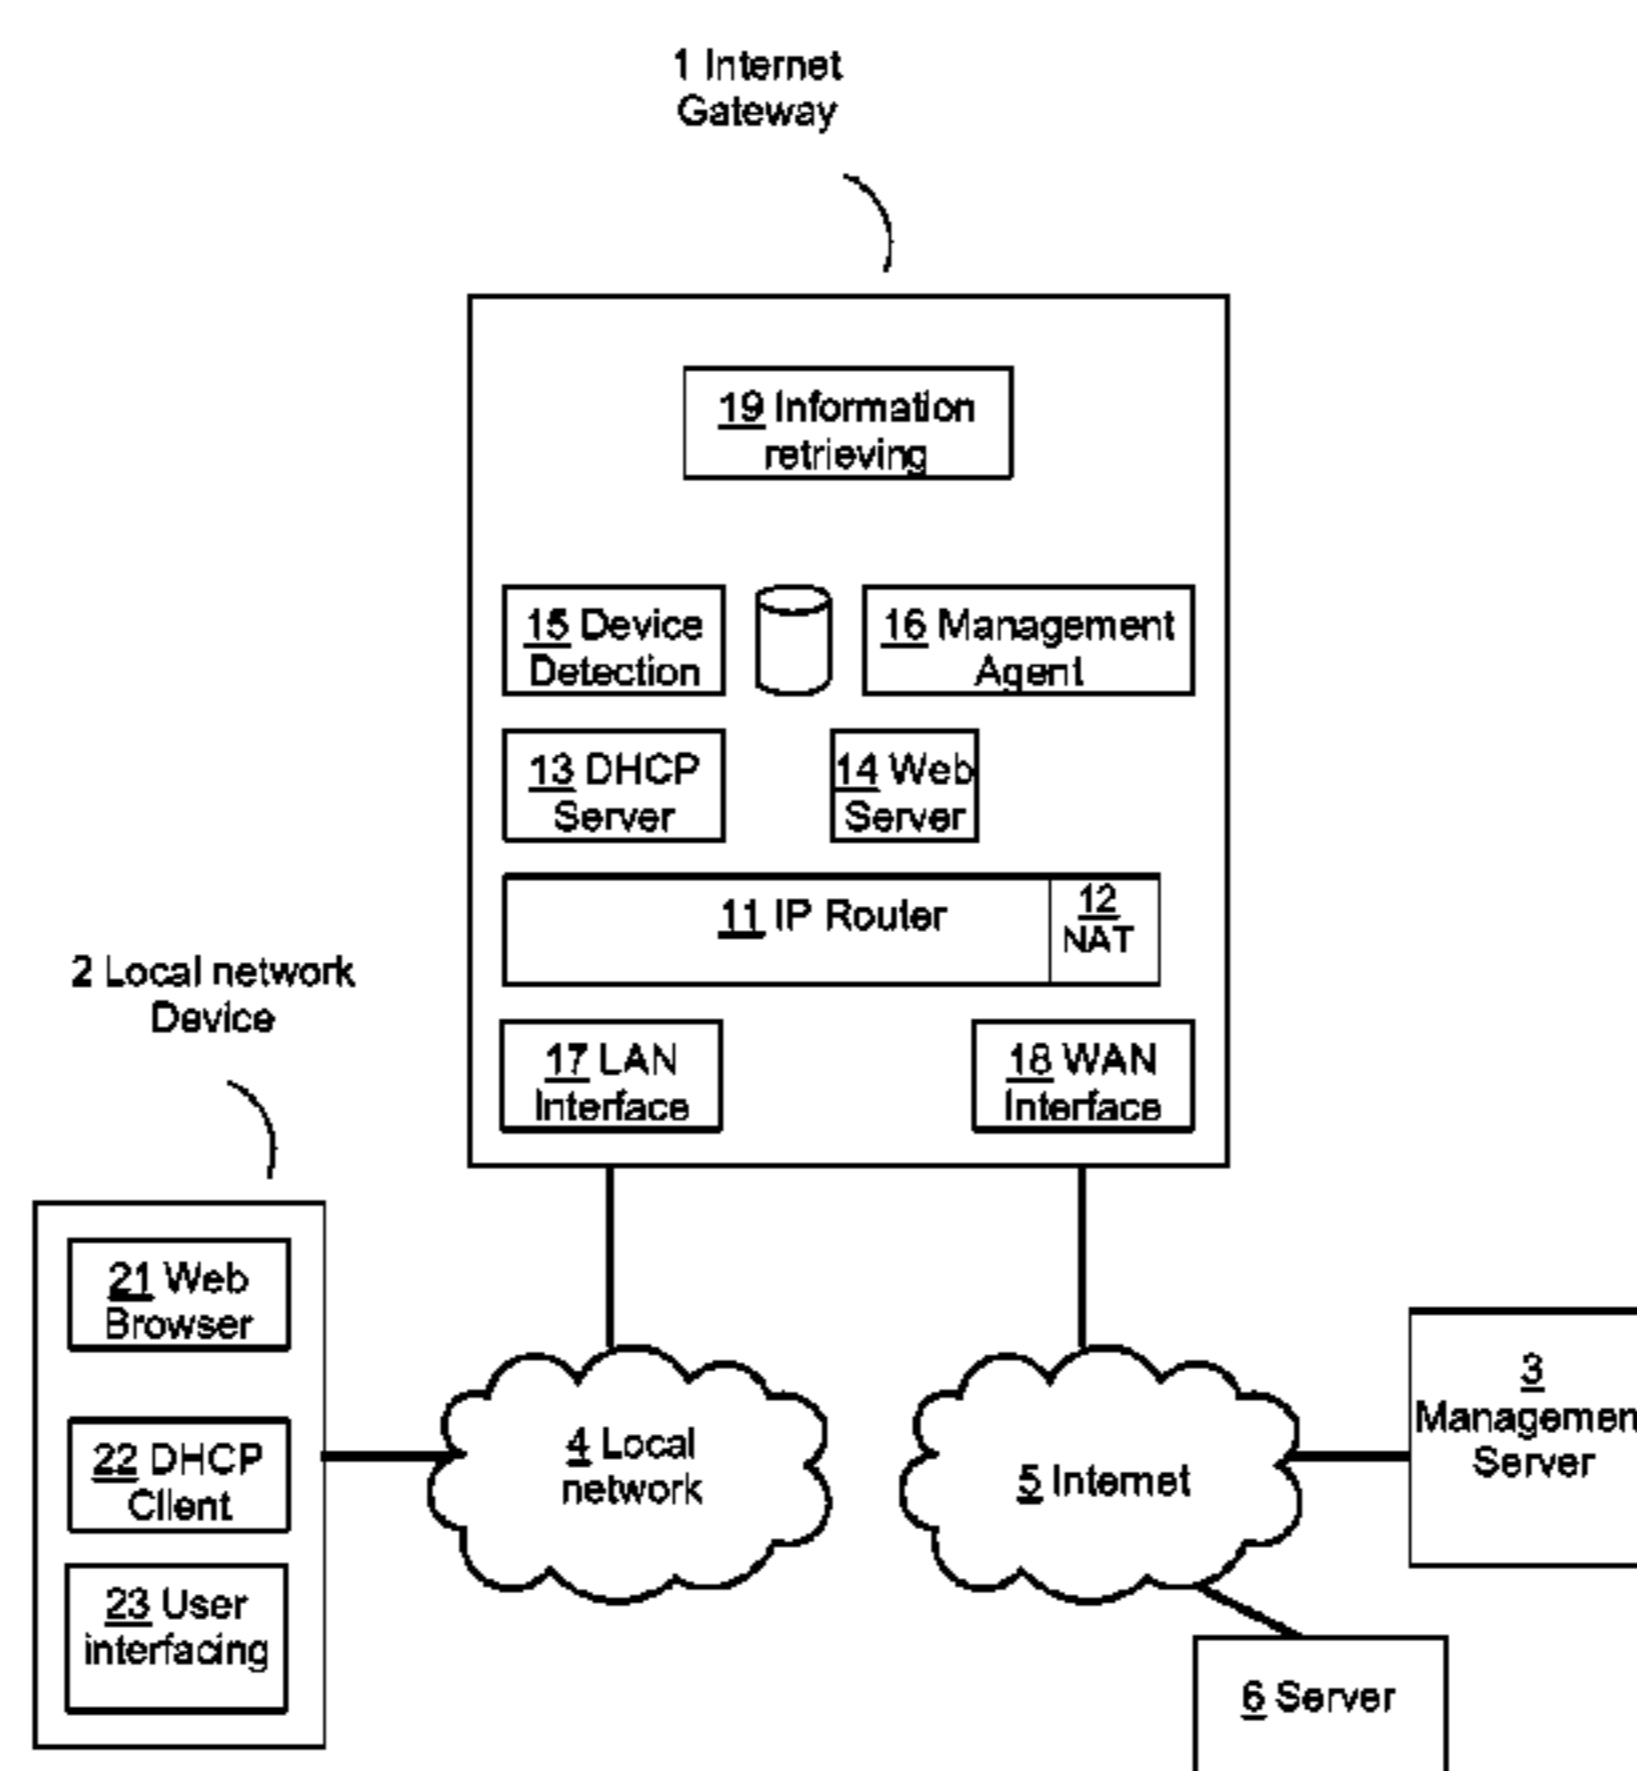 1 Internet
Gateway
19 Information
retrieving
15 Device
Detection
16 Management
Agent
13 DHCP
Server
14 Web
Server
11 IP Router
12
NAT
2 Local network
Device
17 LAN
Interface
18 WAN
Interface
21 Web
Browser
22 DHCP
Client
23 User
interfacing
4 Local
network
5 Internet
3
Managemen
Server
6 Server